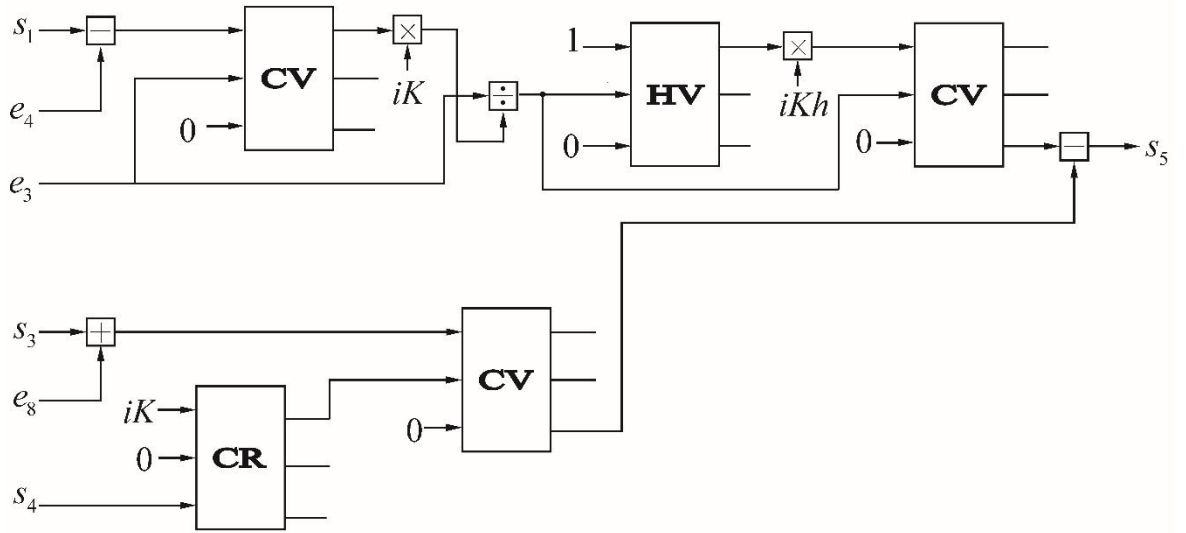 s₁ − × 1 ×
CV iK ÷ HV iKh CV
e₄ 0 0 0 − s₅
e₃
s₃ +
e₈ iK CV
0 CR 0
s₄